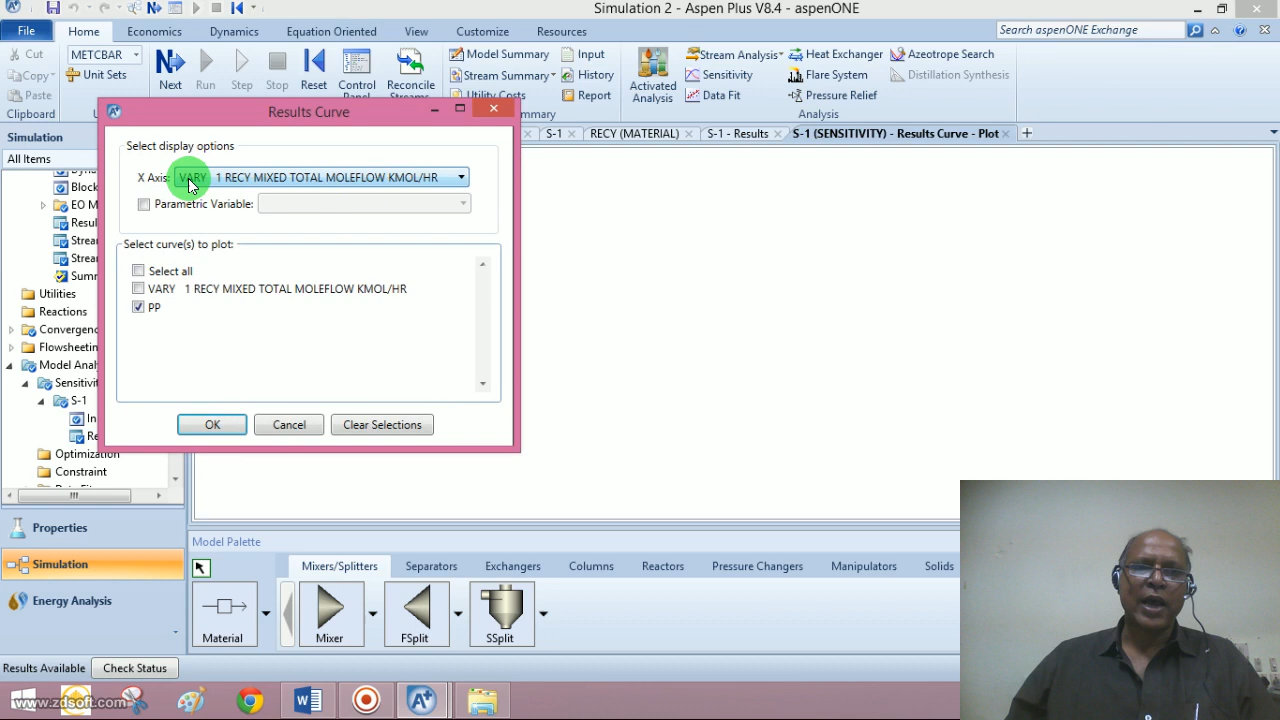 Simulation 2 - Aspen Plus V8.4 - aspenONE
File
Home
Economics
Dynamics
Equation Oriented
View
Customize
Resources
Search aspenONE Exchange
Cut
Copy
Paste
Clipboard
METCBAR
Unit Sets
Next
Run
Step
Stop
Reset
Control
Panel
Reconcile
Streams
Model Summary
Stream Summary
Utility Costs
Input
History
Report
mmary
Activated
Analysis
Stream Analysis
Sensitivity
Data Fit
Heat Exchanger
Flare System
Pressure Relief
Azeotrope Search
Distillation Synthesis
Analysis
Simulation
All Items
S-1
RECY (MATERIAL)
S-1 - Results
S-1 (SENSITIVITY) - Results Curve - Plot
Results Curve
Select display options
X Axis: VARY 1 RECY MIXED TOTAL MOLEFLOW KMOL/HR
Parametric Variable:
Select curve(s) to plot:
Select all
VARY 1 RECY MIXED TOTAL MOLEFLOW KMOL/HR
PP
OK
Cancel
Clear Selections
Block
EO M
Resul
Strea
Strea
Summ
Utilities
Reactions
Convergenc
Flowsheetin
Model Analy
Sensitivit
S-1
In
Re
Optimization
Constraint
Properties
Simulation
Energy Analysis
Model Palette
Mixers/Splitters
Separators
Exchangers
Columns
Reactors
Pressure Changers
Manipulators
Solids
Material
Mixer
FSplit
SSplit
Results Available
Check Status
www.zdsoft.com